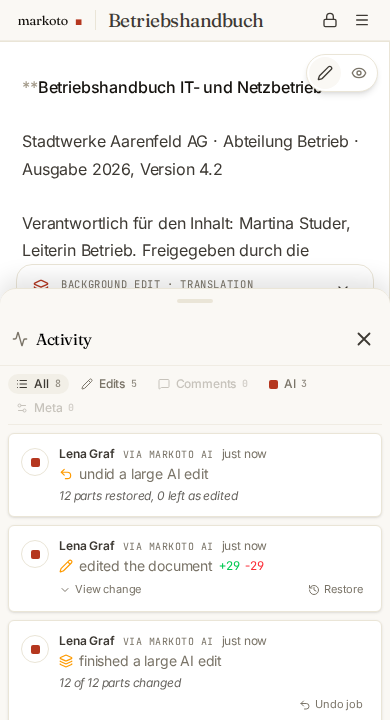 markoto
Betriebshandbuch
**Betriebshandbuch IT- und Netzbetrieb
Stadtwerke Aarenfeld AG · Abteilung Betrieb ·
Ausgabe 2026, Version 4.2
Verantwortlich für den Inhalt: Martina Studer,
Leiterin Betrieb. Freigegeben durch die
BACKGROUND EDIT · TRANSLATION
Activity
All 8 Edits 5 Comments 0 AI 3
Meta 0
Lena Graf VIA MARKOTO AI just now
undid a large AI edit
12 parts restored, 0 left as edited
Lena Graf VIA MARKOTO AI just now
edited the document +29 -29
View change Restore
Lena Graf VIA MARKOTO AI just now
finished a large AI edit
12 of 12 parts changed
Undo job